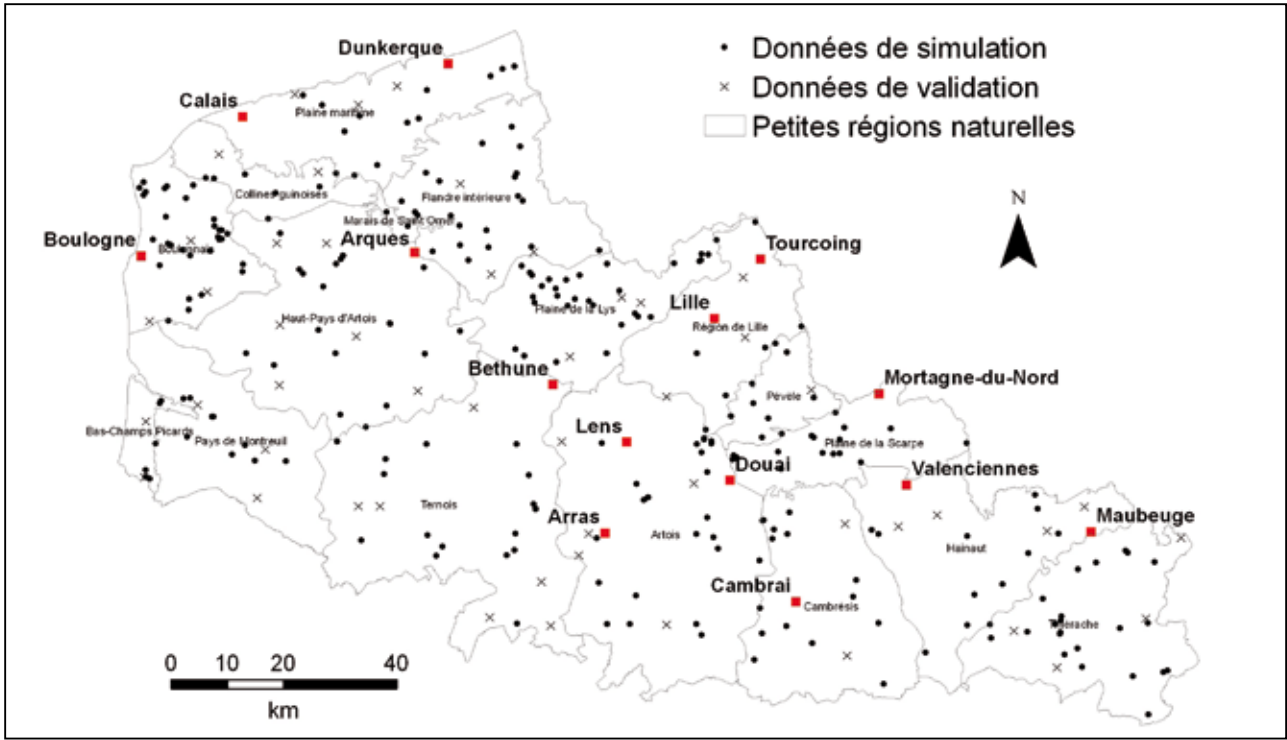 Dunkerque
Données de simulation
Données de validation
Petites régions naturelles
Calais
Plaine maritime
Collines guinoises
Flandre intérieure
Marais de Saint Omer
N
Boulogne
Boulonnais
Arques
Tourcoing
Plaine de la Lys
Lille
Région de Lille
Haut-Pays d'Artois
Bethune
Mortagne-du-Nord
Pévèle
Bas-Champs Picards
Pays de Montreuil
Lens
Plaine de la Scarpe
Douai
Valenciennes
Ternois
Arras
Artois
Maubeuge
Hainaut
Cambrai
Cambrésis
Thiérache
0 10 20 40
km